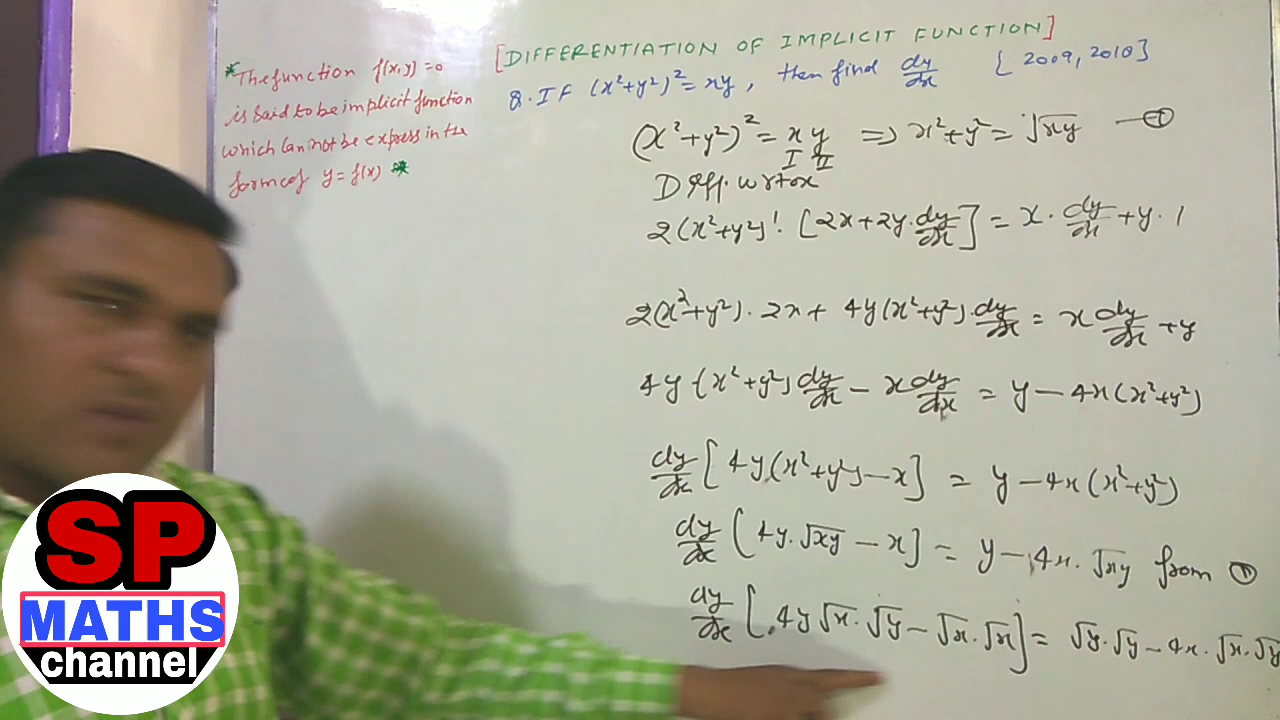 [DIFFERENTIATION OF IMPLICIT FUNCTION]
*The function f(x,y)=0
is said to be implicit function
which can not be express in the
form of y=f(x) *
Q. IF (x²+y²)²=xy, then find dy/dx [2009, 2010]
(x²+y²)²=xy ⇒ x²+y²=√xy —①
I II
Diff. w r to x
2(x²+y²)¹·[2x+2y·dy/dx]=x·dy/dx+y·1
2(x²+y²)·2x+4y(x²+y²)·dy/dx=x dy/dx+y
4y·(x²+y²)dy/dx−x dy/dx=y−4x(x²+y²)
dy/dx[4y(x²+y²)−x]=y−4x(x²+y²)
dy/dx(4y·√xy−x]=y−4x·√xy from ①
dy/dx[4y√x·√y−√x·√x]=√y·√y−4x·√x·√y
SP
MATHS
channel